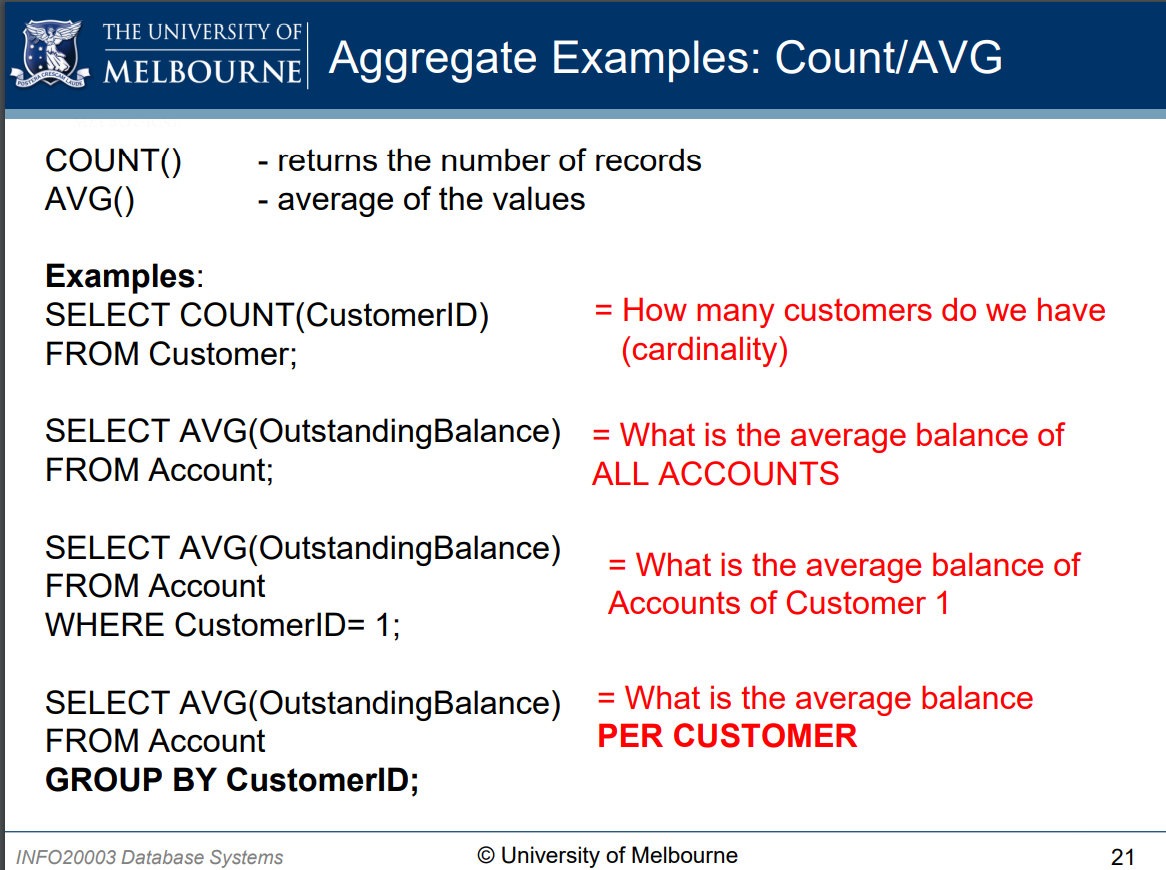 THE UNIVERSITY OF
MELBOURNE
Aggregate Examples: Count/AVG
COUNT() - returns the number of records
AVG() - average of the values
Examples:
SELECT COUNT(CustomerID)
FROM Customer;
= How many customers do we have
(cardinality)
SELECT AVG(OutstandingBalance)
FROM Account;
= What is the average balance of
ALL ACCOUNTS
SELECT AVG(OutstandingBalance)
FROM Account
WHERE CustomerID= 1;
= What is the average balance of
Accounts of Customer 1
SELECT AVG(OutstandingBalance)
FROM Account
GROUP BY CustomerID;
= What is the average balance
PER CUSTOMER
INFO20003 Database Systems
© University of Melbourne
21